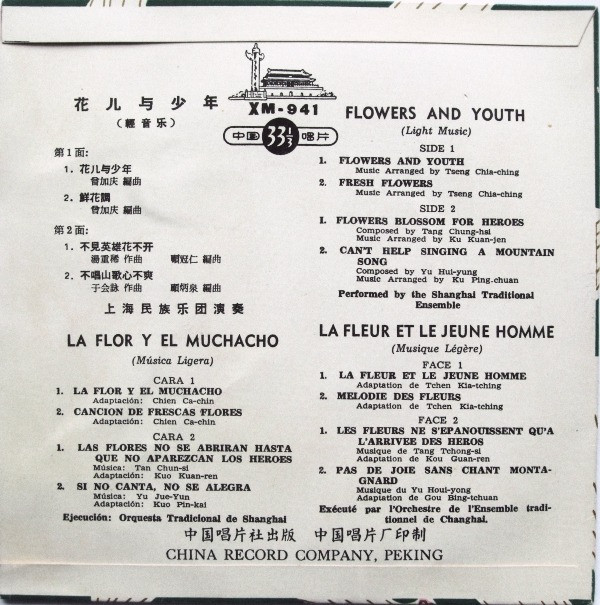 花儿与少年
(輕音乐)
第1面:
1. 花儿与少年
曾加庆 編曲
2. 鮮花調
曾加庆 編曲
第2面:
1. 不見英雄花不开
湯重稀 作曲 顧冠仁 編曲
2. 不唱山歌心不爽
于会詠 作曲 顧炳泉 編曲
上海民族乐团演奏
XM-941
中国 33 1/3 唱片
FLOWERS AND YOUTH
(Light Music)
SIDE 1
1. FLOWERS AND YOUTH
Music Arranged by Tseng Chia-ching
2. FRESH FLOWERS
Music Arranged by Tseng Chia-ching
SIDE 2
1. FLOWERS BLOSSOM FOR HEROES
Composed by Tang Chung-hsi
Music Arranged by Ku Kuan-jen
2. CAN'T HELP SINGING A MOUNTAIN
SONG
Composed by Yu Hui-yung
Music Arranged by Ku Ping-chuan
Performed by the Shanghai Traditional
Ensemble
LA FLOR Y EL MUCHACHO
(Música Ligera)
CARA 1
1. LA FLOR Y EL MUCHACHO
Adaptación: Chien Ca-chin
2. CANCION DE FRESCAS FLORES
Adaptación: Chien Ca-chin
CARA 2
1. LAS FLORES NO SE ABRIRAN HASTA
QUE NO APAREZCAN LOS HEROES
Música: Tan Chun-si
Adaptación: Kuo Kuan-ren
2. SI NO CANTA, NO SE ALEGRA
Música: Yu Jue-Yun
Adaptación: Kuo Pin-kai
Ejecución: Orquesta Tradicional de Shanghai
LA FLEUR ET LE JEUNE HOMME
(Musique Légère)
FACE 1
1. LA FLEUR ET LE JEUNE HOMME
Adaptation de Tchen Kia-tching
2. MELODIE DES FLEURS
Adaptation de Tchen Kia-tching
FACE 2
1. LES FLEURS NE S'EPANOUISSENT QU'A
L'ARRIVEE DES HEROS
Musique de Tang Tchong-si
Adaptation de Kou Guan-ren
2. PAS DE JOIE SANS CHANT MONTA-
GNARD
Musique du Yu Houi-yong
Adaptation de Gou Bing-tchuan
Exécuté par l'Orchestre de l'Ensemble tradi-
tionnel de Changhaï.
中国唱片社出版 中国唱片厂印制
CHINA RECORD COMPANY, PEKING